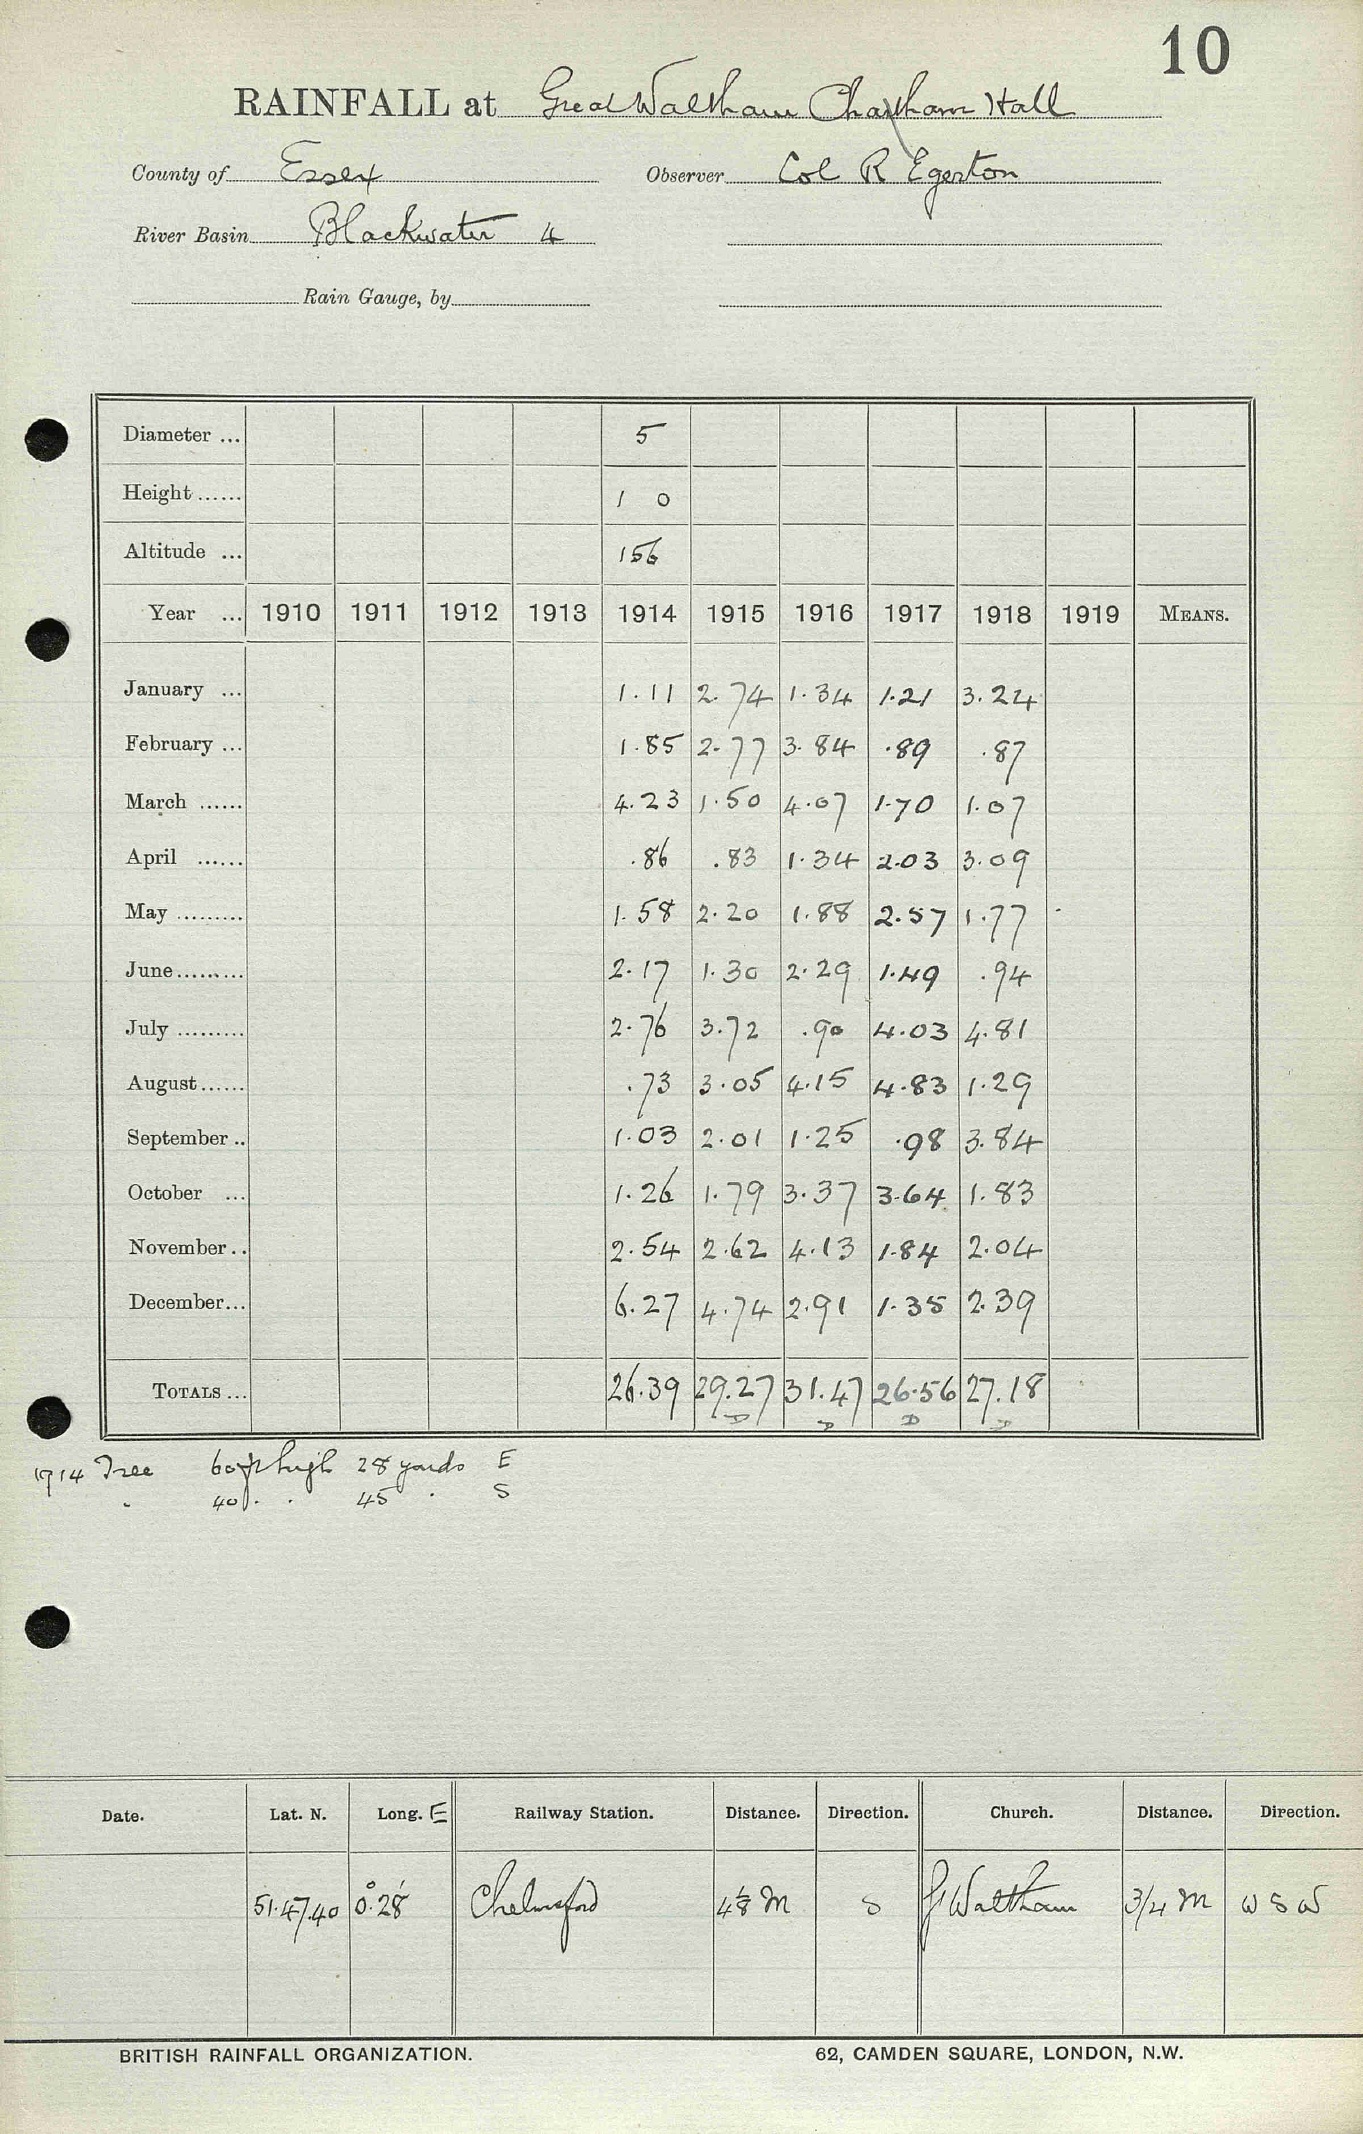 10
RAINFALL at Great Waltham Chatham Hall
County of Essex Observer Col R Egerton
River Basin Blackwater 4
Rain Gauge, by
Diameter ... 5
Height ...... 1 0
Altitude ... 156
Year ... 1910 1911 1912 1913 1914 1915 1916 1917 1918 1919 MEANS.
January ... 1.11 2.74 1.34 1.21 3.24
February ... 1.85 2.77 3.84 .89 .87
March ...... 4.23 1.50 4.07 1.70 1.07
April ...... .86 .83 1.34 2.03 3.09
May ......... 1.58 2.20 1.88 2.57 1.77
June ......... 2.17 1.30 2.29 1.49 .94
July ......... 2.76 3.72 .90 4.03 4.81
August ...... .73 3.05 4.15 4.83 1.29
September .. 1.03 2.01 1.25 .98 3.84
October ... 1.26 1.79 3.37 3.64 1.83
November .. 2.54 2.62 4.13 1.84 2.04
December... 6.27 4.74 2.91 1.35 2.39
TOTALS ... 26.39 29.27 31.47 26.56 27.18
D D D D
1914 Tree 60 ft high 28 yards E
" 40 " " 45 " S
Date. Lat. N. Long. E Railway Station. Distance. Direction. Church. Distance. Direction.
51.47.40 0°.28' Chelmsford 4 1/8 M S Gt Waltham 3/4 M W S W
BRITISH RAINFALL ORGANIZATION. 62, CAMDEN SQUARE, LONDON, N.W.